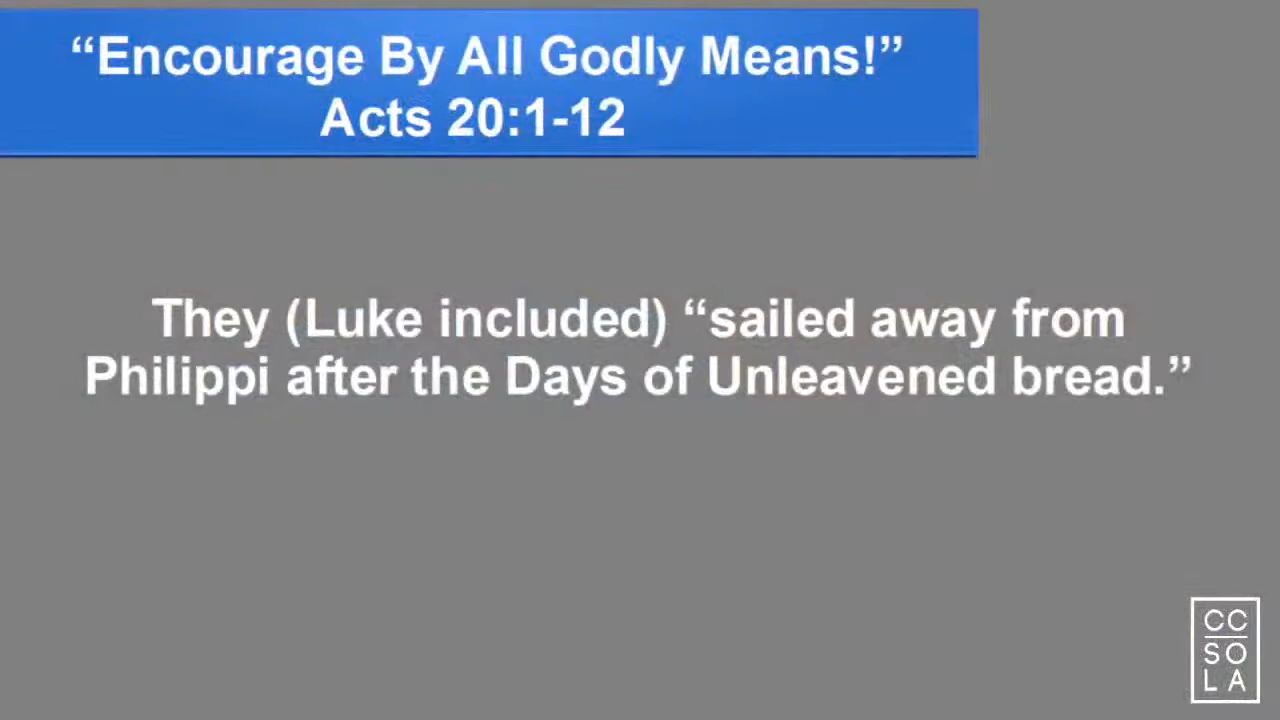 “Encourage By All Godly Means!”
Acts 20:1-12
They (Luke included) “sailed away from
Philippi after the Days of Unleavened bread.”
CC
SO
LA